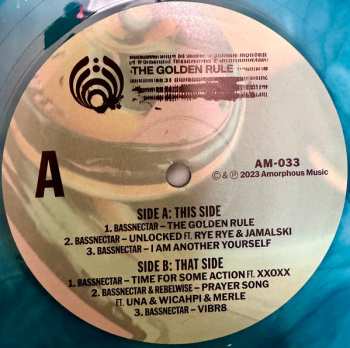 THE GOLDEN RULE
A
AM-033
© & ℗ 2023 Amorphous Music
SIDE A: THIS SIDE
1. BASSNECTAR – THE GOLDEN RULE
2. BASSNECTAR – UNLOCKED FT. RYE RYE & JAMALSKI
3. BASSNECTAR – I AM ANOTHER YOURSELF
SIDE B: THAT SIDE
1. BASSNECTAR – TIME FOR SOME ACTION FT. XXOXX
2. BASSNECTAR & REBELWISE – PRAYER SONG
FT. UNA & WICAHPI & MERLE
3. BASSNECTAR – VIBR8